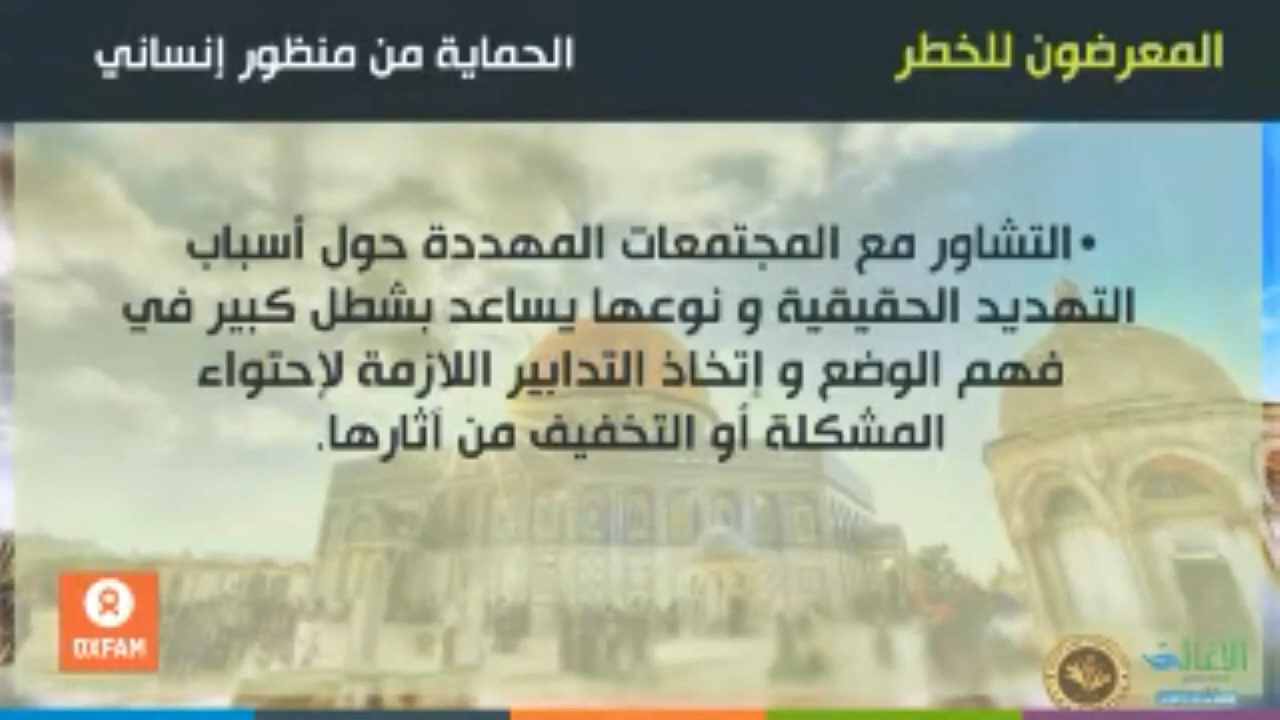 المعرضون للخطر
الحماية من منظور إنساني
•التشاور مع المجتمعات المهددة حول أسباب
التهديد الحقيقية و نوعها يساعد بشطل كبير في
فهم الوضع و إتخاذ التدابير اللازمة لإحتواء
المشكلة أو التخفيف من آثارها.
OXFAM